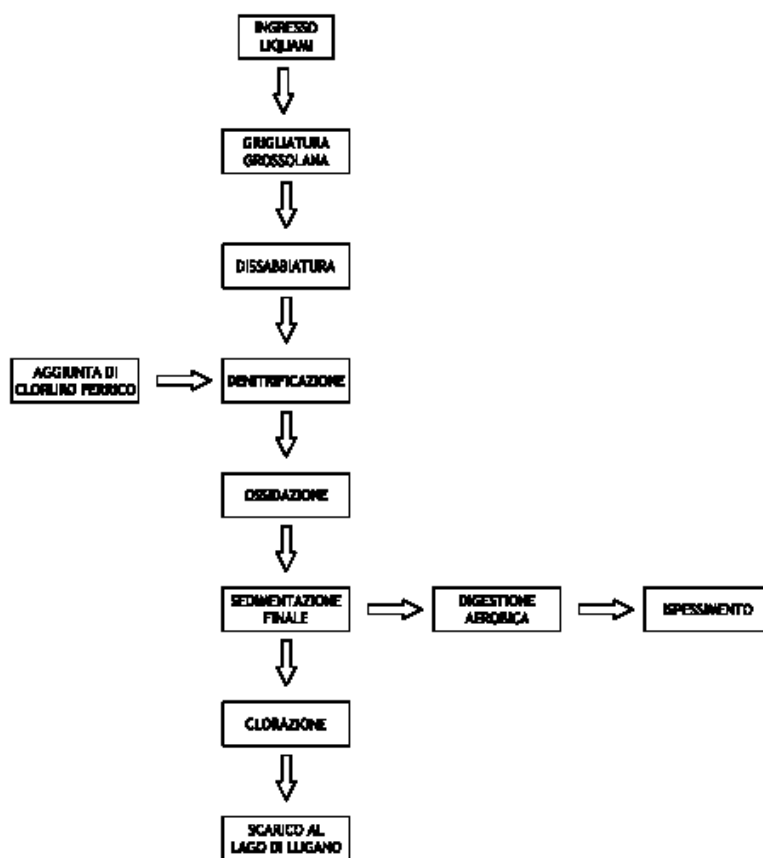 INGRESSO
LIQUAMI
GRIGLIATURA
GROSSOLANA
DISSABBIATURA
AGGIUNTA DI
CLORURO FERRICO
DENITRIFICAZIONE
OSSIDAZIONE
SEDIMENTAZIONE
FINALE
DIGESTIONE
AEROBICA
ISPESSIMENTO
CLORAZIONE
SCARICO AL
LAGO DI LUGANO